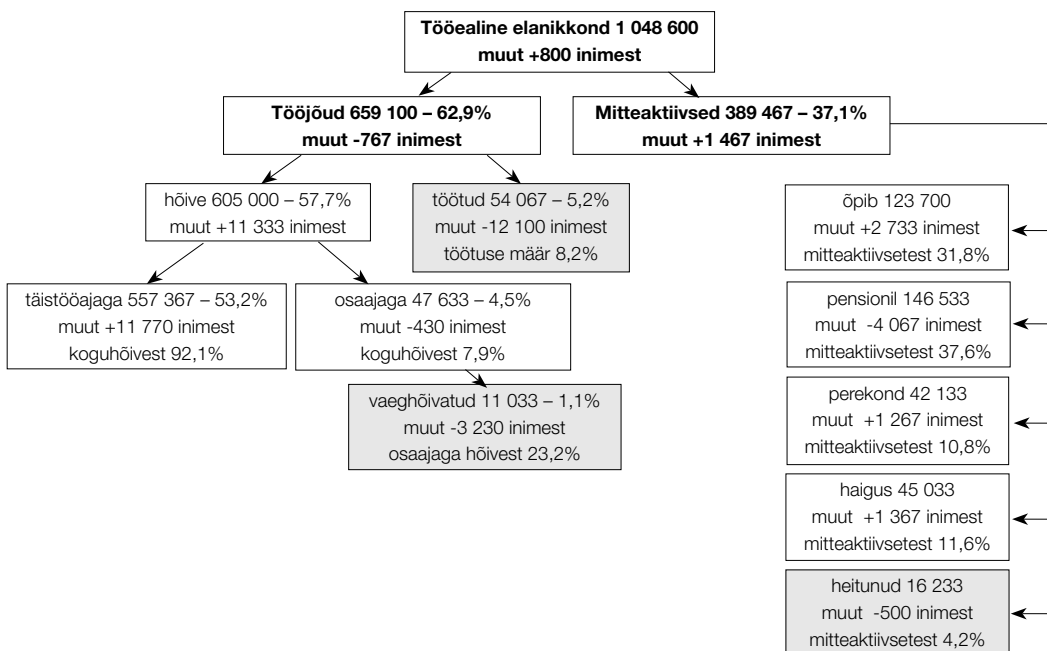 Tööealine elanikkond 1 048 600
muut +800 inimest
Tööjõud 659 100 – 62,9%
muut -767 inimest
Mitteaktiivsed 389 467 – 37,1%
muut +1 467 inimest
hõive 605 000 – 57,7%
muut +11 333 inimest
töötud 54 067 – 5,2%
muut -12 100 inimest
töötuse määr 8,2%
täistööajaga 557 367 – 53,2%
muut +11 770 inimest
koguhõivest 92,1%
osaajaga 47 633 – 4,5%
muut -430 inimest
koguhõivest 7,9%
vaeghõivatud 11 033 – 1,1%
muut -3 230 inimest
osaajaga hõivest 23,2%
õpib 123 700
muut +2 733 inimest
mitteaktiivsetest 31,8%
pensionil 146 533
muut -4 067 inimest
mitteaktiivsetest 37,6%
perekond 42 133
muut +1 267 inimest
mitteaktiivsetest 10,8%
haigus 45 033
muut +1 367 inimest
mitteaktiivsetest 11,6%
heitunud 16 233
muut -500 inimest
mitteaktiivsetest 4,2%